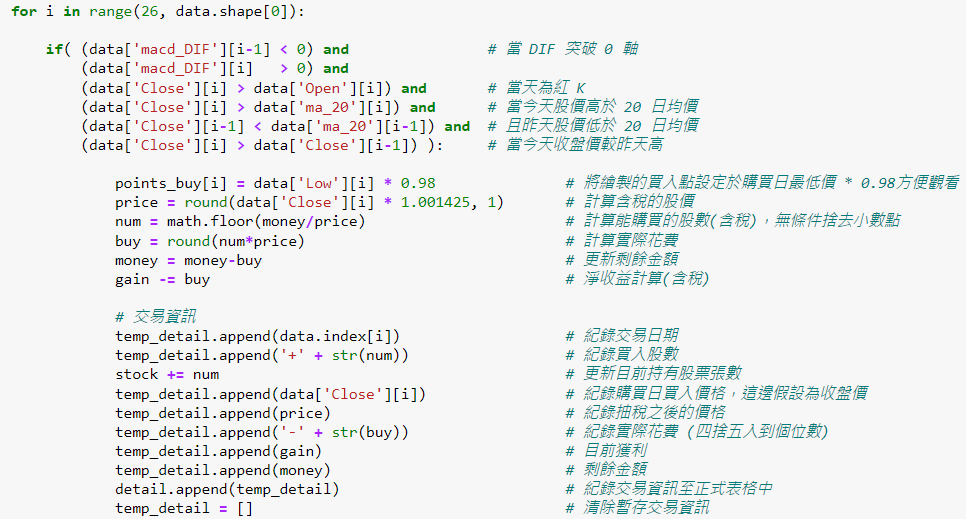 for i in range(26, data.shape[0]):
if( (data['macd_DIF'][i-1] < 0) and # 當 DIF 突破 0 軸
(data['macd_DIF'][i] > 0) and
(data['Close'][i] > data['Open'][i]) and # 當天為紅 K
(data['Close'][i] > data['ma_20'][i]) and # 當今天股價高於 20 日均價
(data['Close'][i-1] < data['ma_20'][i-1]) and # 且昨天股價低於 20 日均價
(data['Close'][i] > data['Close'][i-1]) ): # 當今天收盤價較昨天高
points_buy[i] = data['Low'][i] * 0.98 # 將繪製的買入點設定於購買日最低價 * 0.98方便觀看
price = round(data['Close'][i] * 1.001425, 1) # 計算含稅的股價
num = math.floor(money/price) # 計算能購買的股數(含稅)，無條件捨去小數點
buy = round(num*price) # 計算實際花費
money = money-buy # 更新剩餘金額
gain -= buy # 淨收益計算(含稅)
# 交易資訊
temp_detail.append(data.index[i]) # 紀錄交易日期
temp_detail.append('+' + str(num)) # 紀錄買入股數
stock += num # 更新目前持有股票張數
temp_detail.append(data['Close'][i]) # 紀錄購買日買入價格，這邊假設為收盤價
temp_detail.append(price) # 紀錄抽稅之後的價格
temp_detail.append('-' + str(buy)) # 紀錄實際花費 (四捨五入到個位數)
temp_detail.append(gain) # 目前獲利
temp_detail.append(money) # 剩餘金額
detail.append(temp_detail) # 紀錄交易資訊至正式表格中
temp_detail = [] # 清除暫存交易資訊